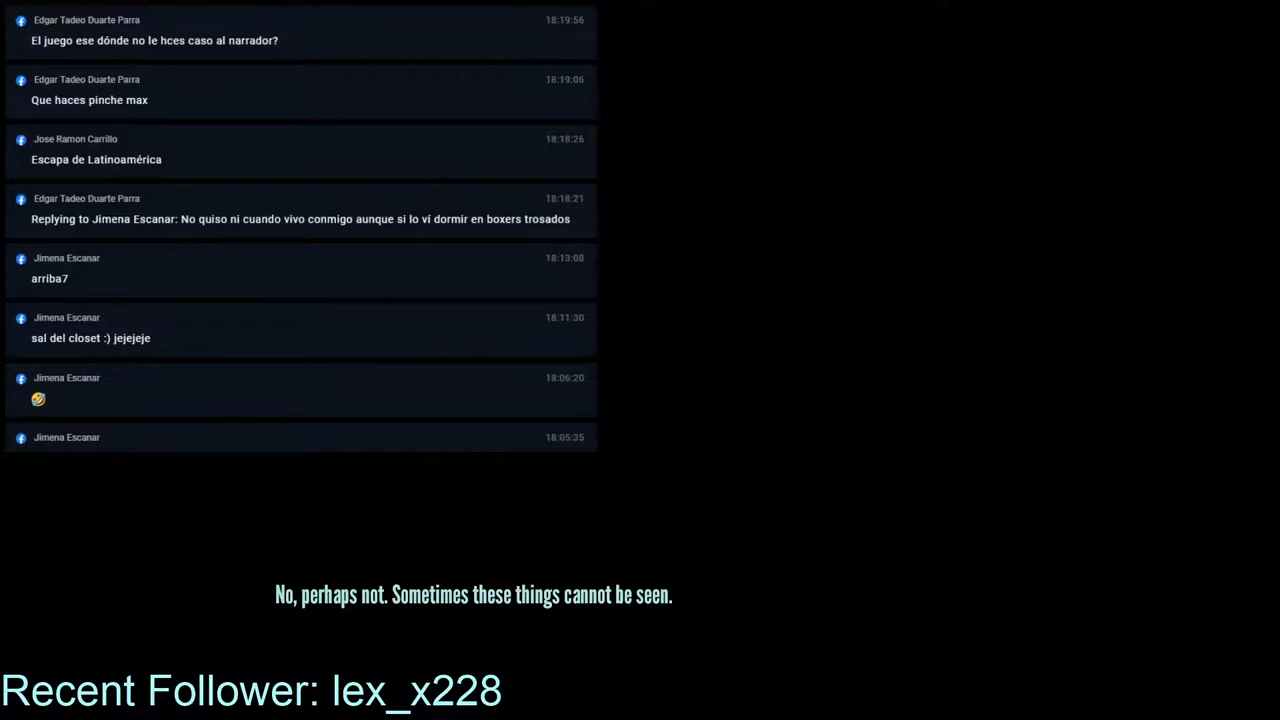 Edgar Tadeo Duarte Parra 18:19:56
El juego ese dónde no le hces caso al narrador?
Edgar Tadeo Duarte Parra 18:19:06
Que haces pinche max
Jose Ramon Carrillo 18:18:26
Escapa de Latinoamérica
Edgar Tadeo Duarte Parra 18:18:21
Replying to Jimena Escanar: No quiso ni cuando vivo conmigo aunque si lo ví dormir en boxers trosados
Jimena Escanar 18:13:08
arriba7
Jimena Escanar 18:11:30
sal del closet :) jejejeje
Jimena Escanar 18:06:20
🤣
Jimena Escanar 18:05:35
No, perhaps not. Sometimes these things cannot be seen.
Recent Follower: lex_x228